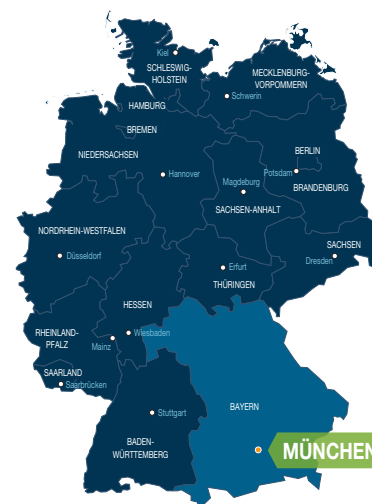 Kiel
SCHLESWIG-
HOLSTEIN
MECKLENBURG-
VORPOMMERN
Schwerin
HAMBURG
BREMEN
NIEDERSACHSEN
BERLIN
Hannover
Magdeburg
Potsdam
BRANDENBURG
SACHSEN-ANHALT
NORDRHEIN-WESTFALEN
Düsseldorf
SACHSEN
Dresden
Erfurt
THÜRINGEN
HESSEN
RHEINLAND-
PFALZ
Wiesbaden
Mainz
SAARLAND
Saarbrücken
Stuttgart
BAYERN
BADEN-
WÜRTTEMBERG
MÜNCHEN